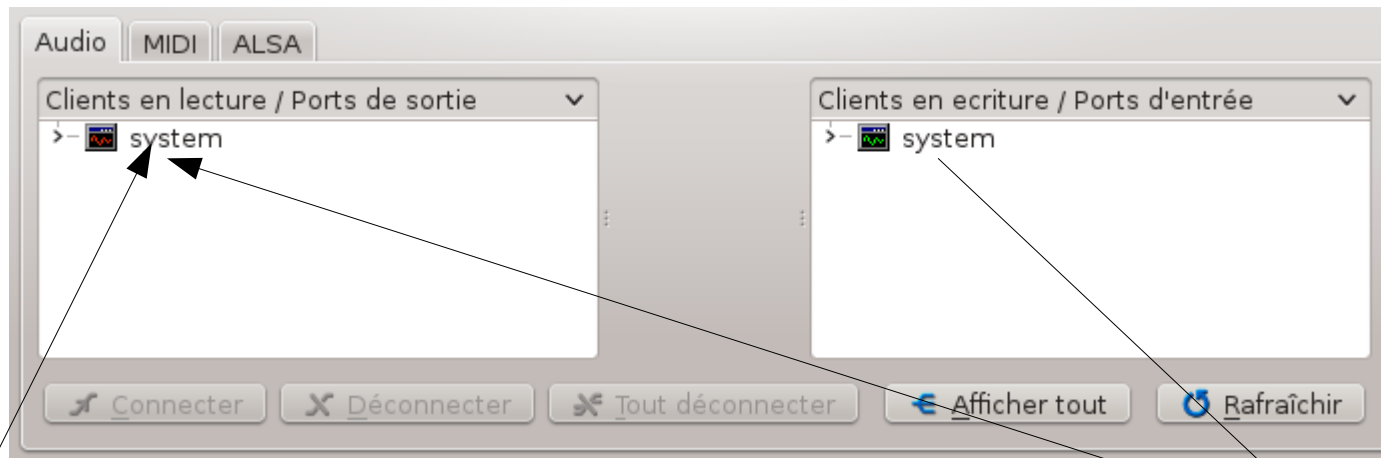 Audio MIDI ALSA
Clients en lecture / Ports de sortie
system
Clients en ecriture / Ports d'entrée
system
Connecter Déconnecter Tout déconnecter Afficher tout Rafraîchir